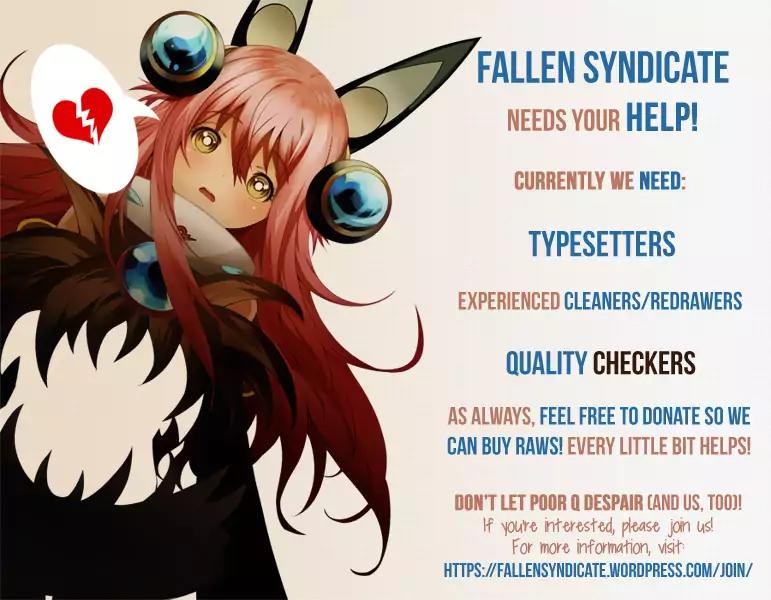 FALLEN SYNDICATE
NEEDS YOUR HELP!
CURRENTLY WE NEED:
TYPESETTERS
EXPERIENCED CLEANERS/REDRAWERS
QUALITY CHECKERS
AS ALWAYS, FEEL FREE TO DONATE SO WE
CAN BUY RAWS! EVERY LITTLE BIT HELPS!
DON'T LET POOR Q DESPAIR (AND US, TOO)!
If you're interested, please join us!
For more information, visit:
HTTPS://FALLENSYNDICATE.WORDPRESS.COM/JOIN/